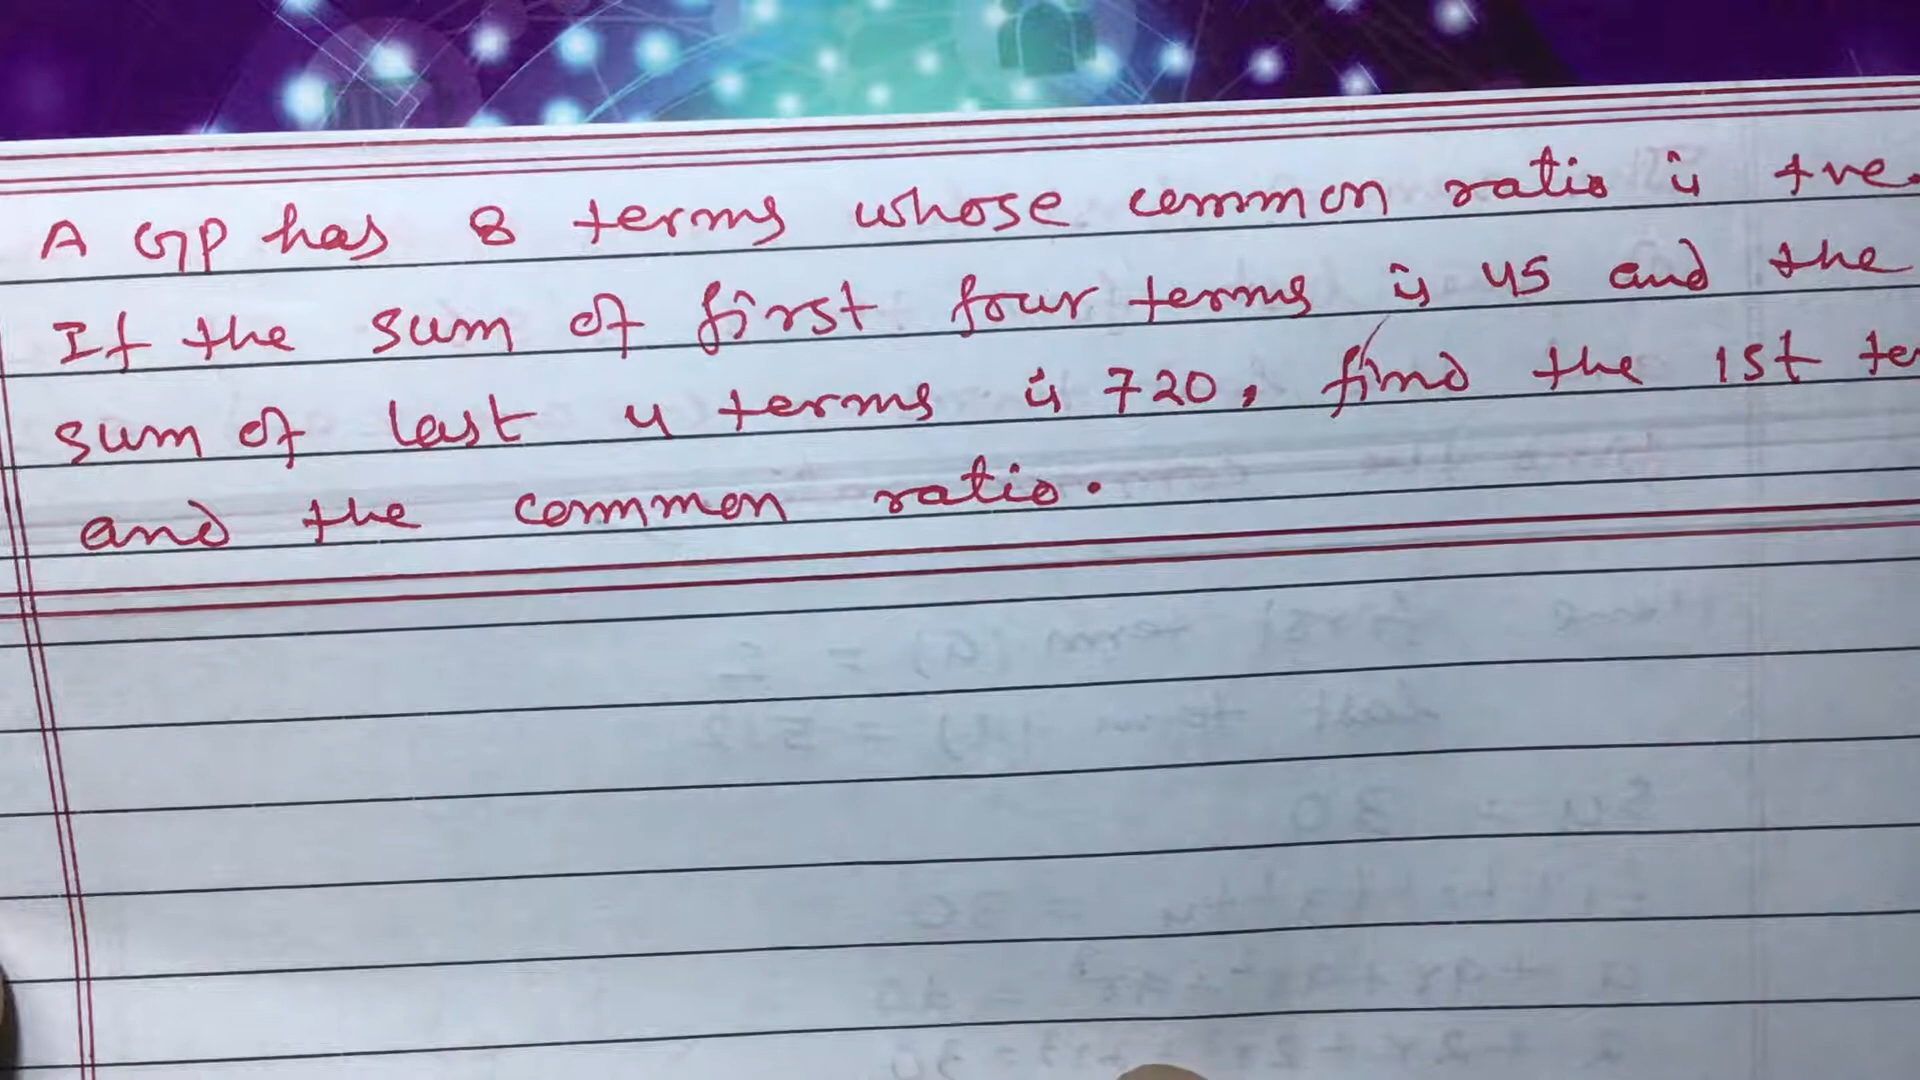 A GP has 8 terms whose common ratio is +ve.
If the sum of first four terms is 45 and the
sum of last 4 terms is 720, find the 1st te
and the common ratio.